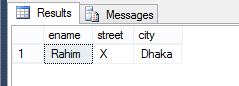 Results Messages
ename street city
1 Rahim X Dhaka